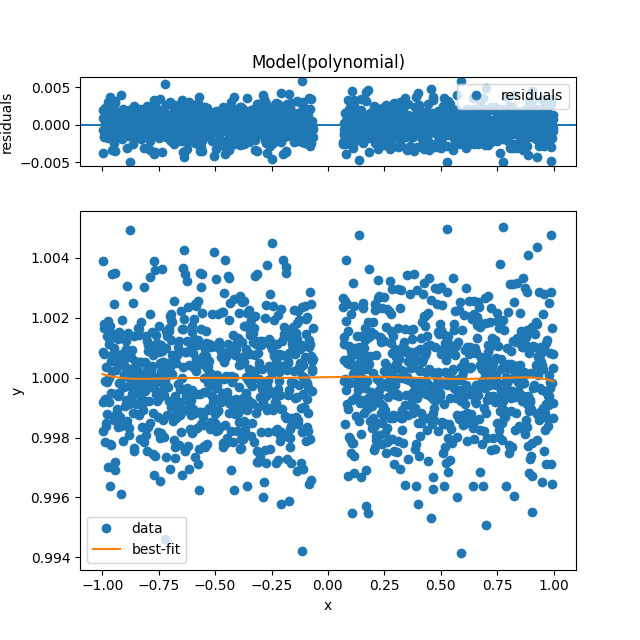 Model(polynomial)
residuals
0.005
0.000
−0.005
residuals
y
1.004
1.002
1.000
0.998
0.996
0.994
data
best-fit
−1.00 −0.75 −0.50 −0.25 0.00 0.25 0.50 0.75 1.00
x